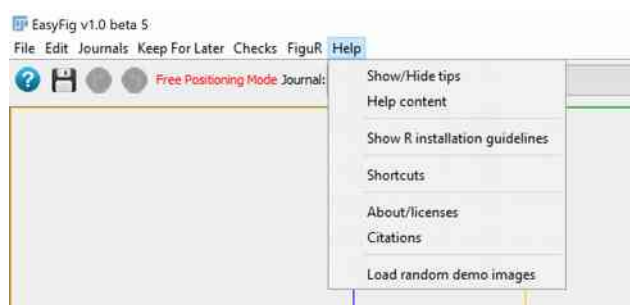 EasyFig v1.0 beta 5
File Edit Journals Keep For Later Checks FiguR Help
Free Positioning Mode Journal:
Show/Hide tips
Help content
Show R installation guidelines
Shortcuts
About/licenses
Citations
Load random demo images